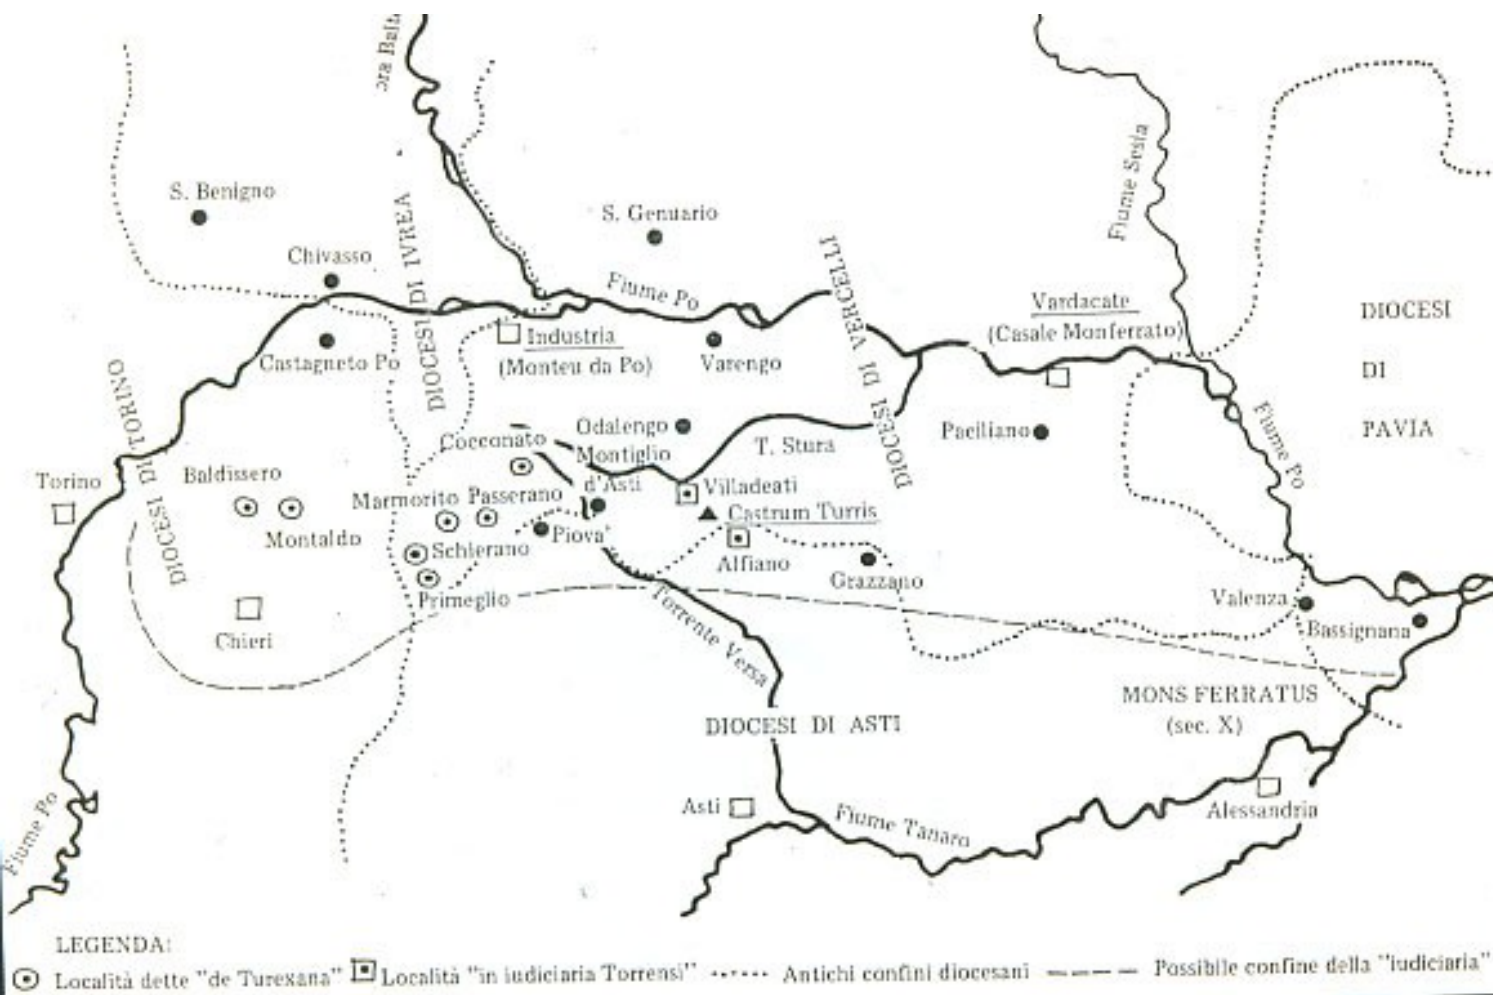 S. Benigno
Chivasso
S. Genuario
Fiume Po
DIOCESI DI IVREA
DIOCESI DI VERCELLI
Fiume Sesia
Vardacate
(Casale Monferrato)
DIOCESI
DI
PAVIA
Castagneto Po
Industria
(Monteu da Po)
Varengo
DIOCESI DI TORINO
Torino
Baldissero
Montaldo
Chieri
Cocconato
Odalengo
Montiglio
d'Asti
T. Stura
Paciliano
Fiume Po
Marmorito
Passerano
Villadeati
Castrum Turris
Schierano
Piova'
Alfiano
Grazzano
Primeglio
Valenza
Bassignana
Torrente Versa
MONS FERRATUS
(sec. X)
DIOCESI DI ASTI
Asti
Fiume Tanaro
Alessandria
Fiume Po
LEGENDA:
Località dette "de Turexana"
Località "in iudiciaria Torrensi"
Antichi confini diocesani
Possibile confine della "iudiciaria"